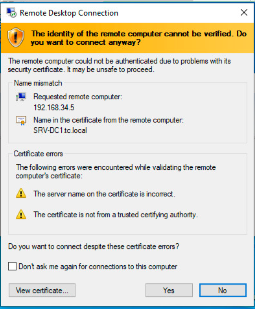 Remote Desktop Connection
The identity of the remote computer cannot be verified. Do
you want to connect anyway?
The remote computer could not be authenticated due to problems with its
security certificate. It may be unsafe to proceed.
Name mismatch
Requested remote computer:
192.168.34.5
Name in the certificate from the remote computer:
SRV-DC1.tc.local
Certificate errors
The following errors were encountered while validating the remote
computer's certificate:
The server name on the certificate is incorrect.
The certificate is not from a trusted certifying authority.
Do you want to connect despite these certificate errors?
Don't ask me again for connections to this computer
View certificate...
Yes
No